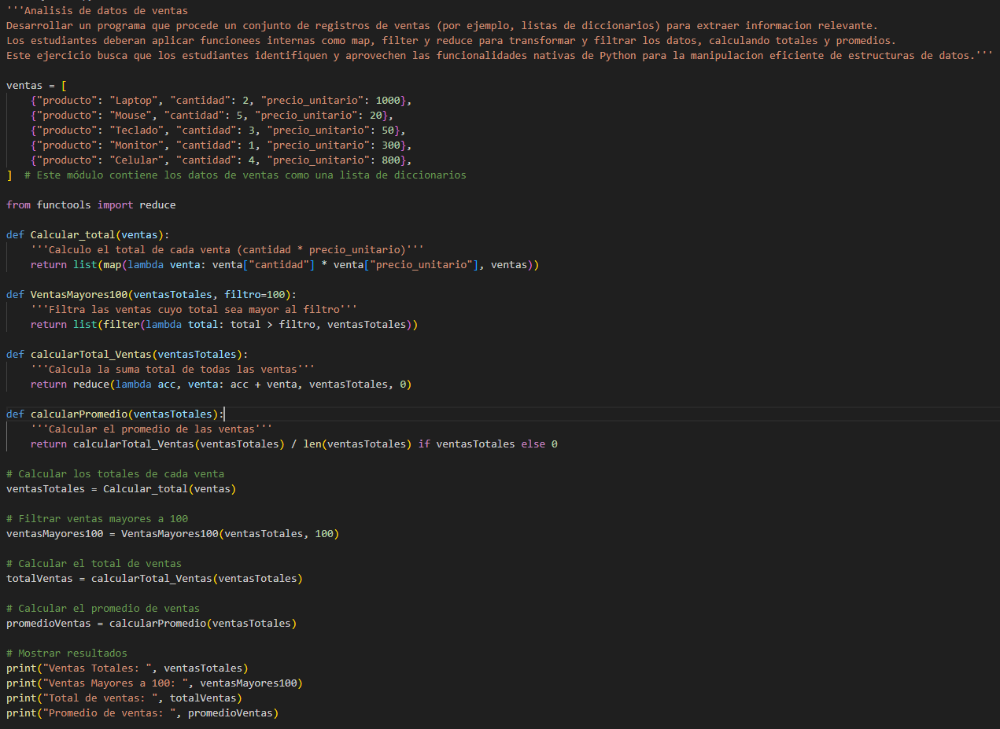 '''Analisis de datos de ventas
Desarrollar un programa que procede un conjunto de registros de ventas (por ejemplo, listas de diccionarios) para extraer informacion relevante.
Los estudiantes deberan aplicar funcionees internas como map, filter y reduce para transformar y filtrar los datos, calculando totales y promedios.
Este ejercicio busca que los estudiantes identifiquen y aprovechen las funcionalidades nativas de Python para la manipulacion eficiente de estructuras de datos.'''

ventas = [
    {"producto": "Laptop", "cantidad": 2, "precio_unitario": 1000},
    {"producto": "Mouse", "cantidad": 5, "precio_unitario": 20},
    {"producto": "Teclado", "cantidad": 3, "precio_unitario": 50},
    {"producto": "Monitor", "cantidad": 1, "precio_unitario": 300},
    {"producto": "Celular", "cantidad": 4, "precio_unitario": 800},
]  # Este módulo contiene los datos de ventas como una lista de diccionarios

from functools import reduce

def Calcular_total(ventas):
    '''Calculo el total de cada venta (cantidad * precio_unitario)'''
    return list(map(lambda venta: venta["cantidad"] * venta["precio_unitario"], ventas))

def VentasMayores100(ventasTotales, filtro=100):
    '''Filtra las ventas cuyo total sea mayor al filtro'''
    return list(filter(lambda total: total > filtro, ventasTotales))

def calcularTotal_Ventas(ventasTotales):
    '''Calcula la suma total de todas las ventas'''
    return reduce(lambda acc, venta: acc + venta, ventasTotales, 0)

def calcularPromedio(ventasTotales):
    '''Calcular el promedio de las ventas'''
    return calcularTotal_Ventas(ventasTotales) / len(ventasTotales) if ventasTotales else 0

# Calcular los totales de cada venta
ventasTotales = Calcular_total(ventas)

# Filtrar ventas mayores a 100
ventasMayores100 = VentasMayores100(ventasTotales, 100)

# Calcular el total de ventas
totalVentas = calcularTotal_Ventas(ventasTotales)

# Calcular el promedio de ventas
promedioVentas = calcularPromedio(ventasTotales)

# Mostrar resultados
print("Ventas Totales: ", ventasTotales)
print("Ventas Mayores a 100: ", ventasMayores100)
print("Total de ventas: ", totalVentas)
print("Promedio de ventas: ", promedioVentas)